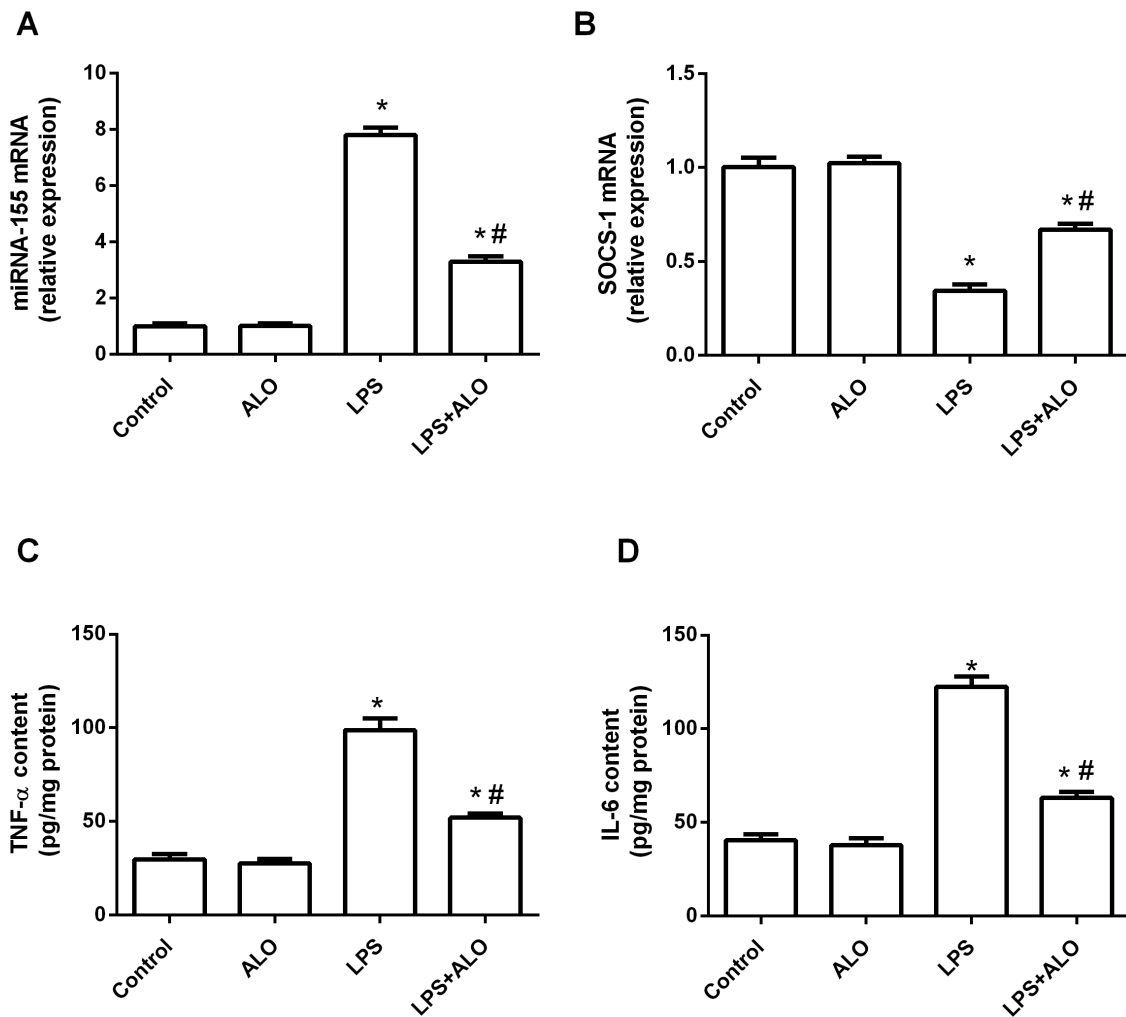 A
miRNA-155 mRNA
(relative expression)
10
8
6
4
2
0
*
* #
Control
ALO
LPS
LPS+ALO
B
SOCS-1 mRNA
(relative expression)
1.5
1.0
0.5
0.0
*
* #
Control
ALO
LPS
LPS+ALO
C
TNF-α content
(pg/mg protein)
150
100
50
0
*
* #
Control
ALO
LPS
LPS+ALO
D
IL-6 content
(pg/mg protein)
150
100
50
0
*
* #
Control
ALO
LPS
LPS+ALO